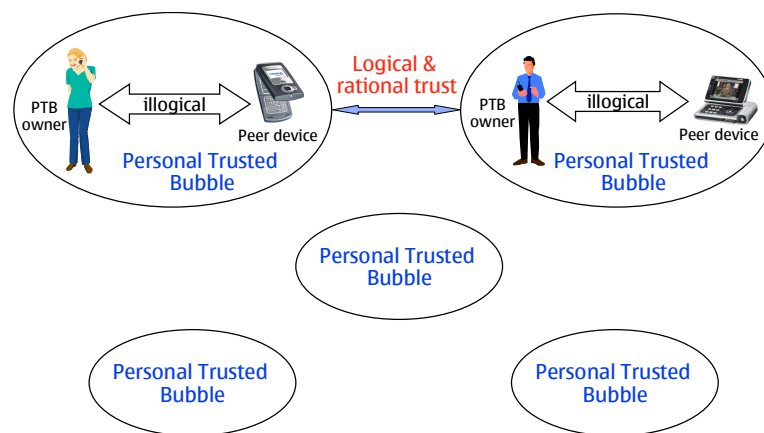 Logical &
rational trust
PTB
owner
illogical
Peer device
Personal Trusted
Bubble
PTB
owner
illogical
Peer device
Personal Trusted
Bubble
Personal Trusted
Bubble
Personal Trusted
Bubble
Personal Trusted
Bubble